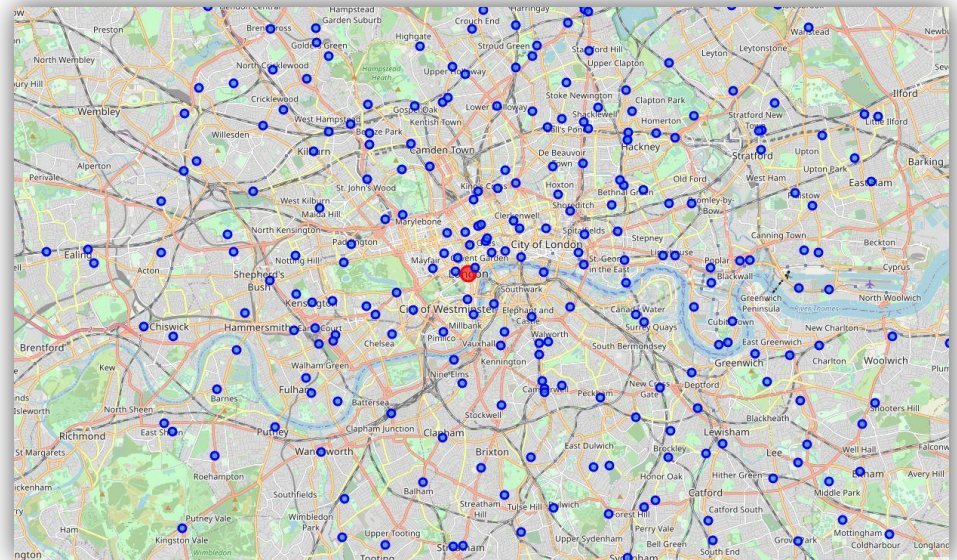 Preston
Brent Cross
Hampstead
Garden Suburb
Crouch End
Harringay
Wanstead
Highgate
Golders Green
Stroud Green
Stamford Hill
Leyton
Leytonstone
North Wembley
North Cricklewood
Hampstead
Heath
Upper Holloway
Upper Clapton
Cricklewood
Stoke Newington
Clapton Park
Ilford
Wembley
West Hampstead
Gospel Oak
Lower Holloway
Shacklewell
Homerton
Stratford New
Town
Little Ilford
Willesden
Kentish Town
Belsize Park
Hackney
Kilburn
Camden Town
De Beauvoir
Town
Stratford
Upton
Barking
Alperton
Perivale
West Ham
Upton Park
St. John's Wood
Hoxton
Bethnal Green
Old Ford
East Ham
Plaistow
West Kilburn
Maida Hill
Shoreditch
Bromley-by-
Bow
Marylebone
Clerkenwell
North Kensington
Spitalfields
Stepney
Canning Town
Beckton
Paddington
City of London
Ealing
Acton
Notting Hill
Mayfair
Covent Garden
St. George
in the East
Limehouse
Poplar
Blackwall
Cyprus
Shepherd's
Bush
London
Southwark
Greenwich
Peninsula
North Woolwich
River Thames
Kensington
City of Westminster
Elephant and
Castle
Canada
Water
Surrey Quays
Cubitt Town
New Charlton
Chiswick
Hammersmith
Earl's Court
Millbank
Pimlico
Walworth
Brentford
Chelsea
Vauxhall
South Bermondsey
East Greenwich
Charlton
Woolwich
Kew
Walham Green
Kennington
Greenwich
Nine Elms
Fulham
Camberwell
Peckham
New Cross
Gate
Deptford
Barnes
Battersea
North Sheen
Isleworth
Stockwell
Shooters Hill
Blackheath
Putney
Clapham Junction
Clapham
Lewisham
Richmond
East Sheen
St Margarets
Wandsworth
Brixton
East Dulwich
Brockley
Lee
Well Hall
Falconwood
Roehampton
Honor Oak
Hither Green
Eltham
Avery Hill
Balham
Southfields
Streatham
Tulse Hill
Dulwich
Catford
Middle Park
Wimbledon
Park
Forest Hill
Catford South
Putney Vale
Kingston Vale
Ham
Perry Vale
Mottingham
Coldharbour
Upper Tooting
Upper Sydenham
Bell Green
South End
Grove Park
Wimbledon
Tooting
Streatham
Sydenham